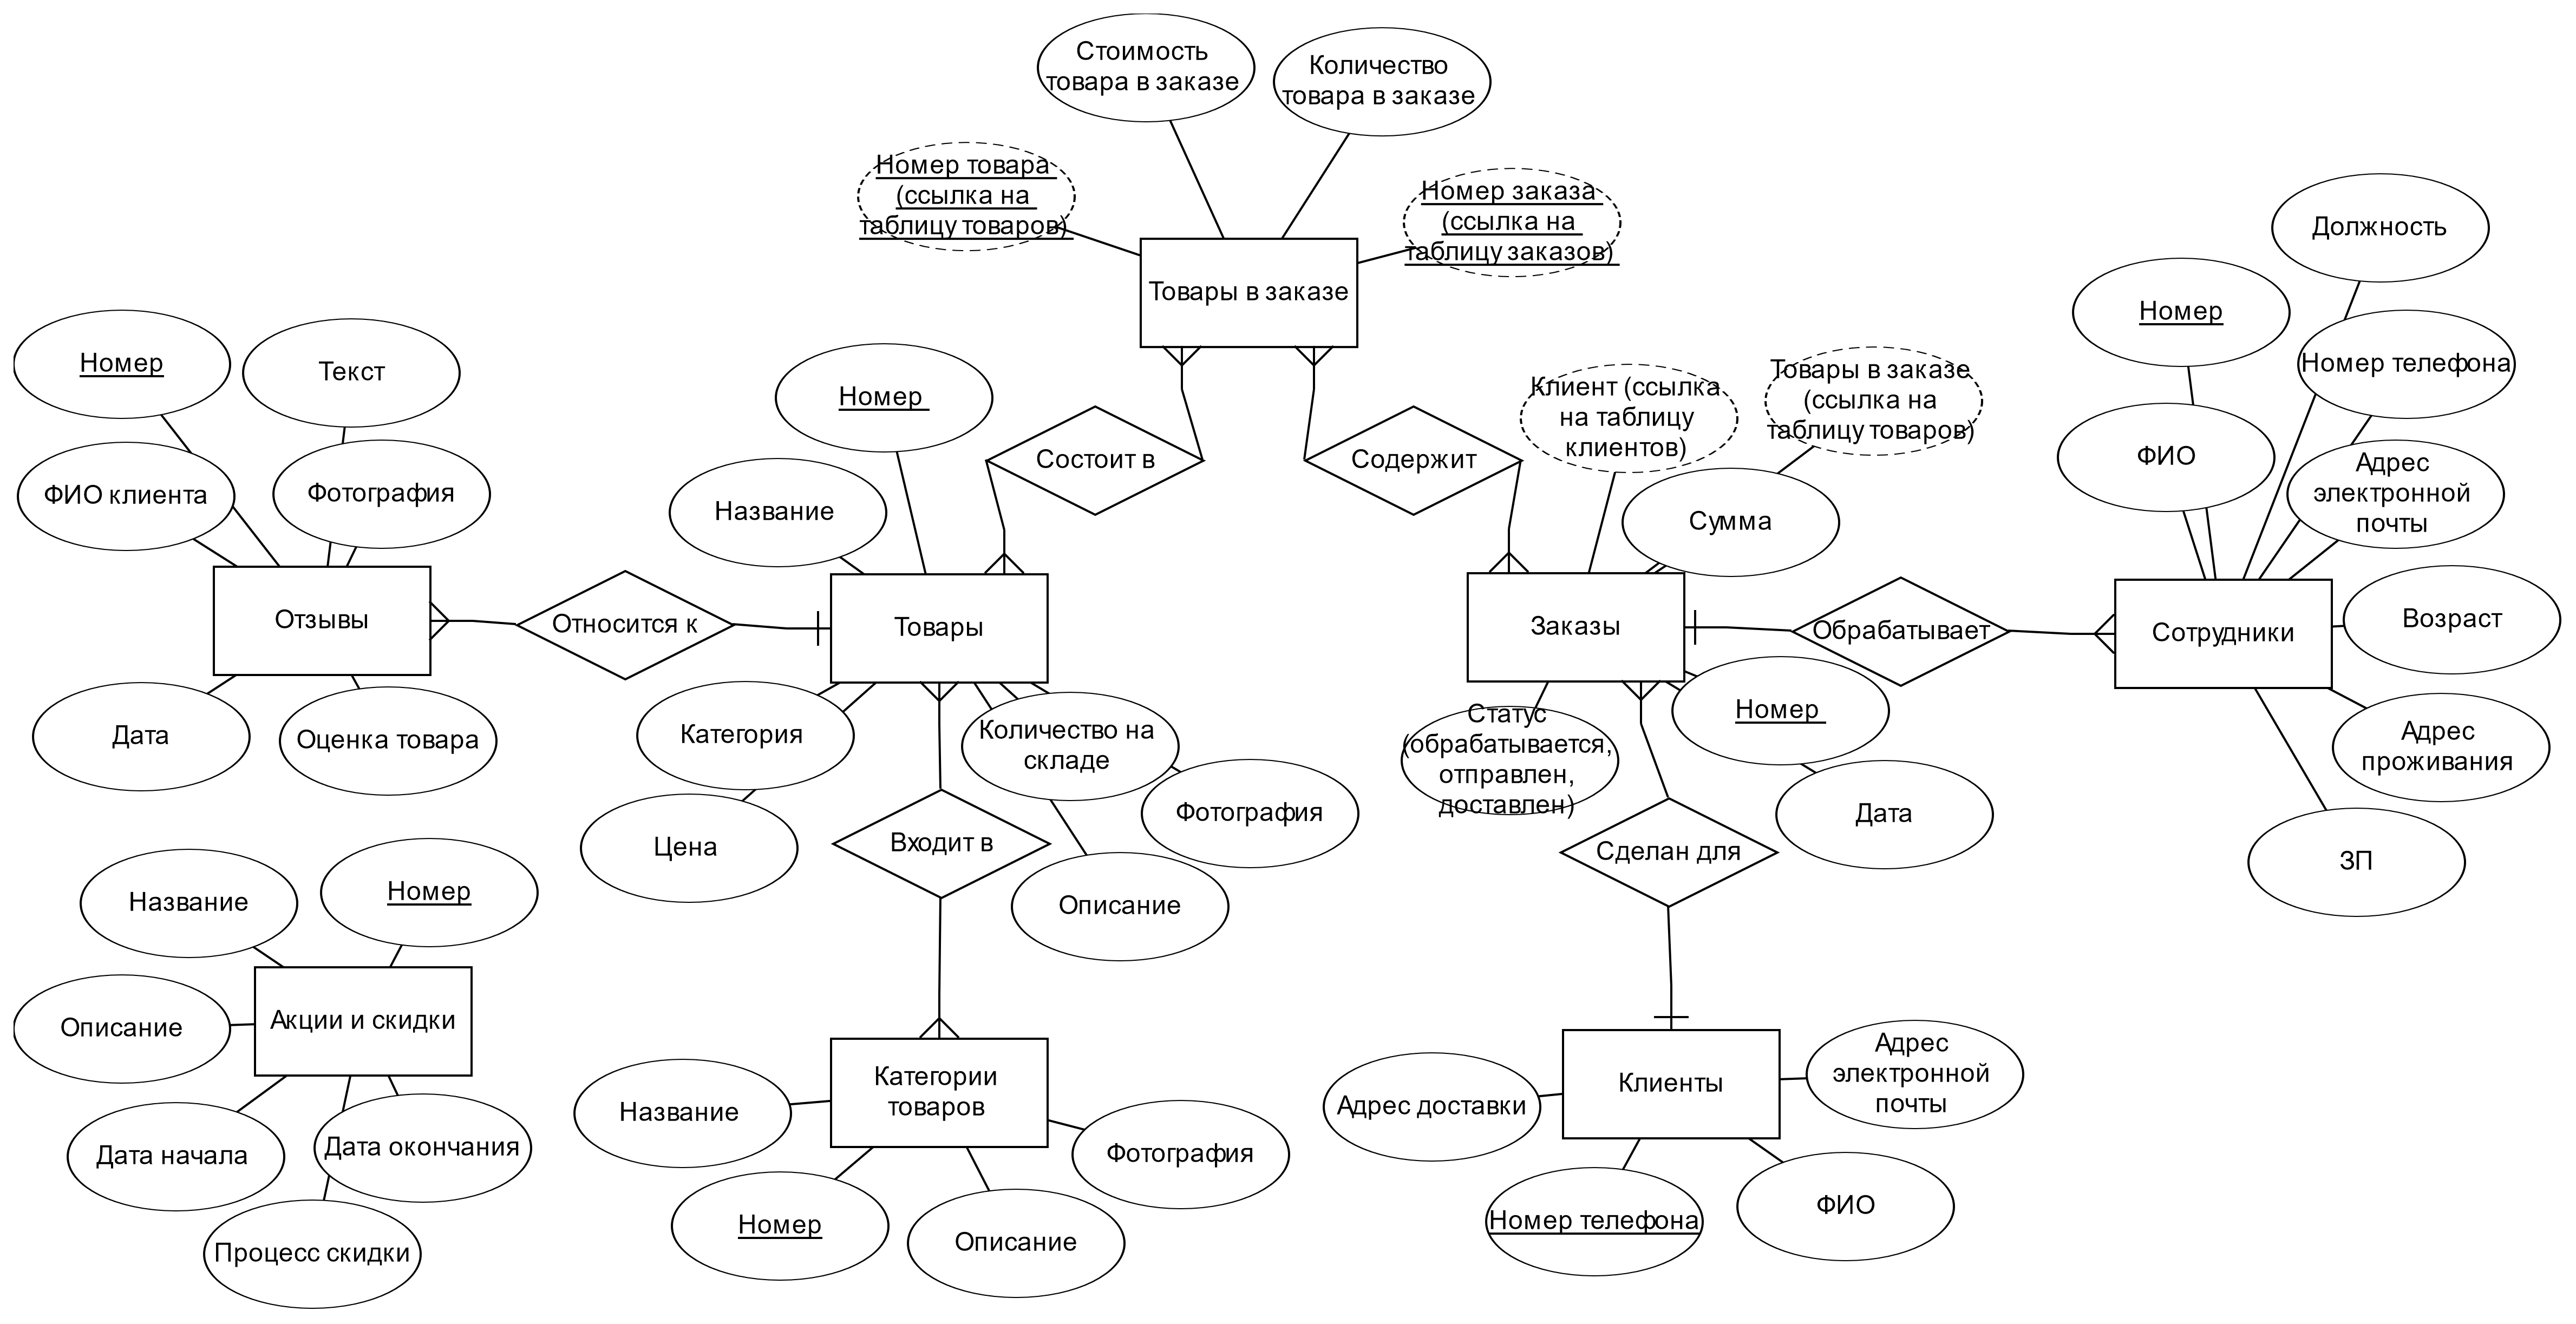 Стоимость
товара в заказе
Количество
товара в заказе
Номер товара
(ссылка на
таблицу товаров)
Номер заказа
(ссылка на
таблицу заказов)
Товары в заказе
Должность
Номер
Номер телефона
ФИО
Адрес
электронной
почты
Возраст
Сотрудники
Адрес
проживания
ЗП
Номер
Текст
ФИО клиента
Фотография
Отзывы
Дата
Оценка товара
Относится к
Номер
Название
Состоит в
Содержит
Клиент (ссылка
на таблицу
клиентов)
Товары в заказе
(ссылка на
таблицу товаров)
Сумма
Товары
Заказы
Обрабатывает
Категория
Количество на
складе
Фотография
Цена
Входит в
Описание
Статус
(обрабатывается,
отправлен,
доставлен)
Номер
Дата
Сделан для
Название
Номер
Описание
Акции и скидки
Дата начала
Дата окончания
Процесс скидки
Категории
товаров
Название
Фотография
Номер
Описание
Клиенты
Адрес доставки
Адрес
электронной
почты
Номер телефона
ФИО